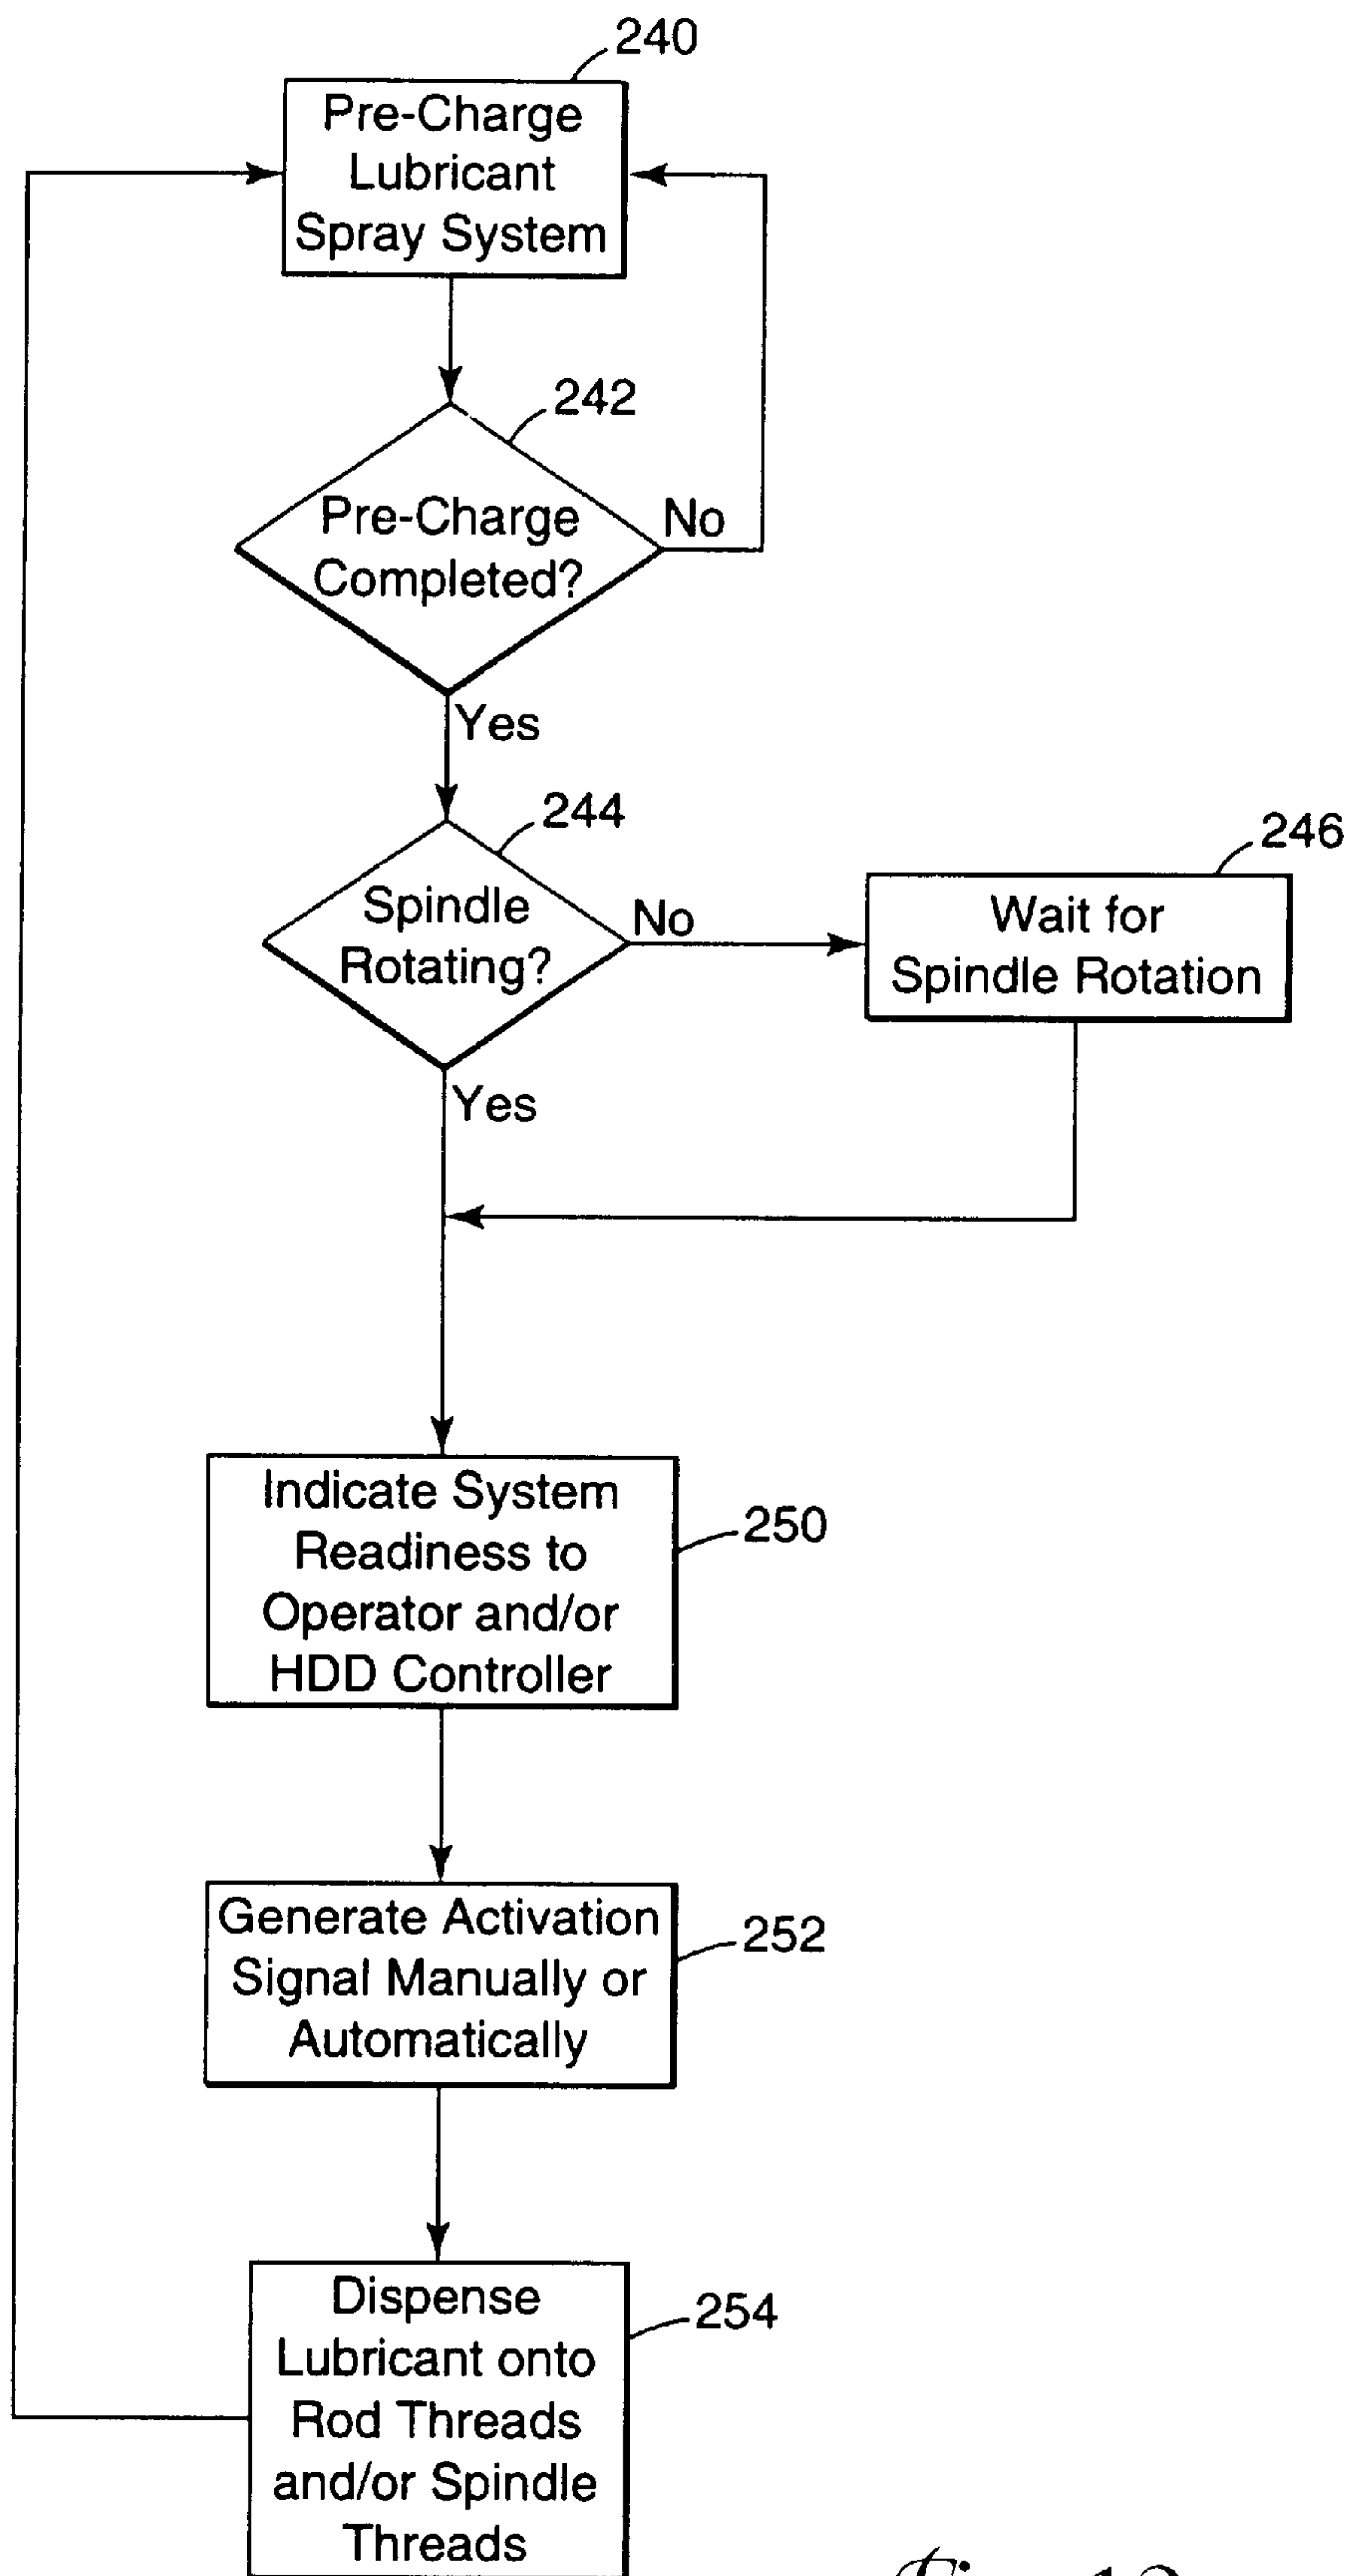 240
Pre-Charge
Lubricant
Spray System
242
Pre-Charge
Completed?
No
Yes
244
Spindle
Rotating?
No
246
Wait for
Spindle Rotation
Yes
Indicate System
Readiness to
Operator and/or
HDD Controller
250
Generate Activation
Signal Manually or
Automatically
252
Dispense
Lubricant onto
Rod Threads
and/or Spindle
Threads
254